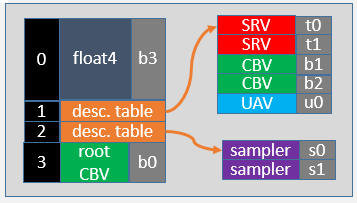 0 float4 b3
1 desc. table
2 desc. table
3 root CBV b0
SRV t0
SRV t1
CBV b1
CBV b2
UAV u0
sampler s0
sampler s1